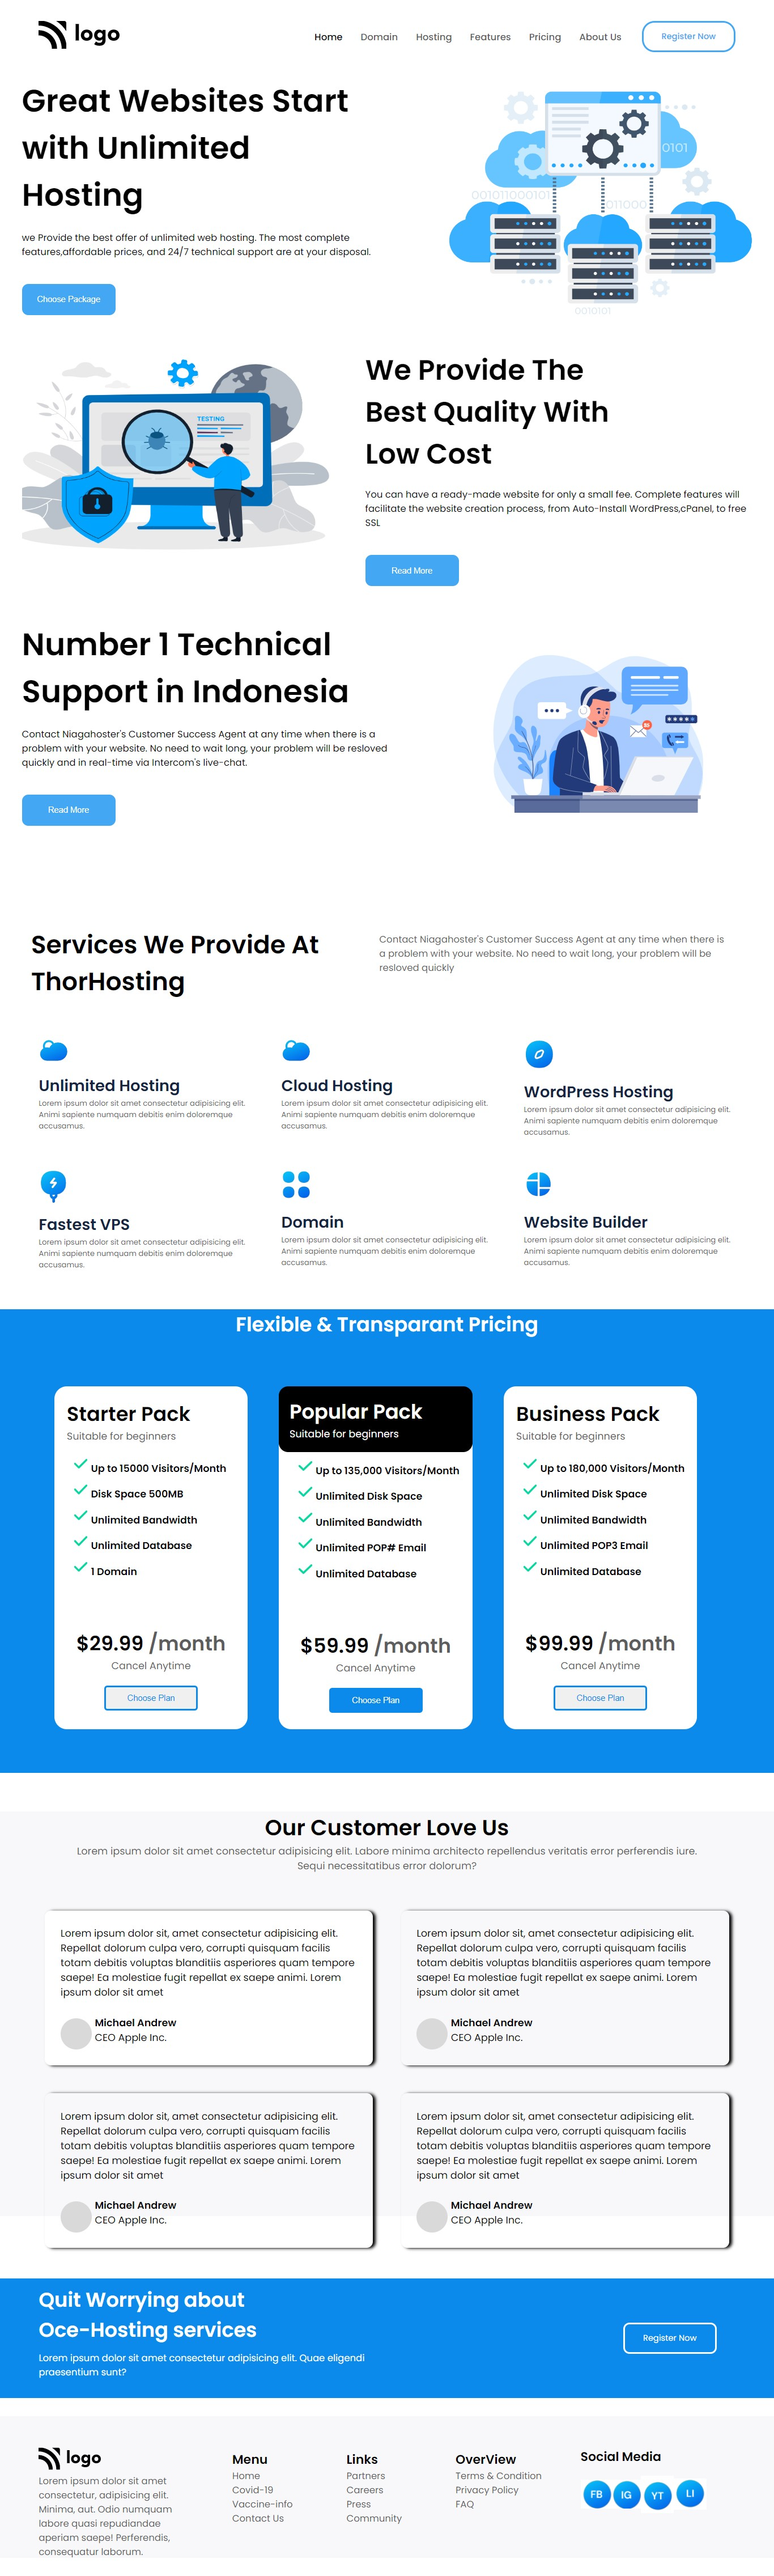 logo
Home Domain Hosting Features Pricing About Us Register Now
Great Websites Start
with Unlimited
Hosting
we Provide the best offer of unlimited web hosting. The most complete
features,affordable prices, and 24/7 technical support are at your disposal.
Choose Package
0101
001011000101
011000
0010101
TESTING
We Provide The
Best Quality With
Low Cost
You can have a ready-made website for only a small fee. Complete features will
facilitate the website creation process, from Auto-Install WordPress,cPanel, to free
SSL
Read More
Number 1 Technical
Support in Indonesia
Contact Niagahoster's Customer Success Agent at any time when there is a
problem with your website. No need to wait long, your problem will be resloved
quickly and in real-time via Intercom's live-chat.
Read More
Services We Provide At
ThorHosting
Contact Niagahoster's Customer Success Agent at any time when there is
a problem with your website. No need to wait long, your problem will be
resloved quickly
Unlimited Hosting
Lorem ipsum dolor sit amet consectetur adipisicing elit.
Animi sapiente numquam debitis enim doloremque
accusamus.
Cloud Hosting
Lorem ipsum dolor sit amet consectetur adipisicing elit.
Animi sapiente numquam debitis enim doloremque
accusamus.
WordPress Hosting
Lorem ipsum dolor sit amet consectetur adipisicing elit.
Animi sapiente numquam debitis enim doloremque
accusamus.
Fastest VPS
Lorem ipsum dolor sit amet consectetur adipisicing elit.
Animi sapiente numquam debitis enim doloremque
accusamus.
Domain
Lorem ipsum dolor sit amet consectetur adipisicing elit.
Animi sapiente numquam debitis enim doloremque
accusamus.
Website Builder
Lorem ipsum dolor sit amet consectetur adipisicing elit.
Animi sapiente numquam debitis enim doloremque
accusamus.
Flexible & Transparant Pricing
Starter Pack
Suitable for beginners
Up to 15000 Visitors/Month
Disk Space 500MB
Unlimited Bandwidth
Unlimited Database
1 Domain
$29.99 /month
Cancel Anytime
Choose Plan
Popular Pack
Suitable for beginners
Up to 135,000 Visitors/Month
Unlimited Disk Space
Unlimited Bandwidth
Unlimited POP# Email
Unlimited Database
$59.99 /month
Cancel Anytime
Choose Plan
Business Pack
Suitable for beginners
Up to 180,000 Visitors/Month
Unlimited Disk Space
Unlimited Bandwidth
Unlimited POP3 Email
Unlimited Database
$99.99 /month
Cancel Anytime
Choose Plan
Our Customer Love Us
Lorem ipsum dolor sit amet consectetur adipisicing elit. Labore minima architecto repellendus veritatis error perferendis iure.
Sequi necessitatibus error dolorum?
Lorem ipsum dolor sit, amet consectetur adipisicing elit.
Repellat dolorum culpa vero, corrupti quisquam facilis
totam debitis voluptas blanditiis asperiores quam tempore
saepe! Ea molestiae fugit repellat ex saepe animi. Lorem
ipsum dolor sit amet
Michael Andrew
CEO Apple Inc.
Lorem ipsum dolor sit, amet consectetur adipisicing elit.
Repellat dolorum culpa vero, corrupti quisquam facilis
totam debitis voluptas blanditiis asperiores quam tempore
saepe! Ea molestiae fugit repellat ex saepe animi. Lorem
ipsum dolor sit amet
Michael Andrew
CEO Apple Inc.
Lorem ipsum dolor sit, amet consectetur adipisicing elit.
Repellat dolorum culpa vero, corrupti quisquam facilis
totam debitis voluptas blanditiis asperiores quam tempore
saepe! Ea molestiae fugit repellat ex saepe animi. Lorem
ipsum dolor sit amet
Michael Andrew
CEO Apple Inc.
Lorem ipsum dolor sit, amet consectetur adipisicing elit.
Repellat dolorum culpa vero, corrupti quisquam facilis
totam debitis voluptas blanditiis asperiores quam tempore
saepe! Ea molestiae fugit repellat ex saepe animi. Lorem
ipsum dolor sit amet
Michael Andrew
CEO Apple Inc.
Quit Worrying about
Oce-Hosting services
Lorem ipsum dolor sit amet consectetur adipisicing elit. Quae eligendi
praesentium sunt?
Register Now
logo
Lorem ipsum dolor sit amet
consectetur, adipisicing elit.
Minima, aut. Odio numquam
labore quasi repudiandae
aperiam saepe! Perferendis,
consequatur laborum.
Menu
Home
Covid-19
Vaccine-info
Contact Us
Links
Partners
Careers
Press
Community
OverView
Terms & Condition
Privacy Policy
FAQ
Social Media
FB IG YT LI